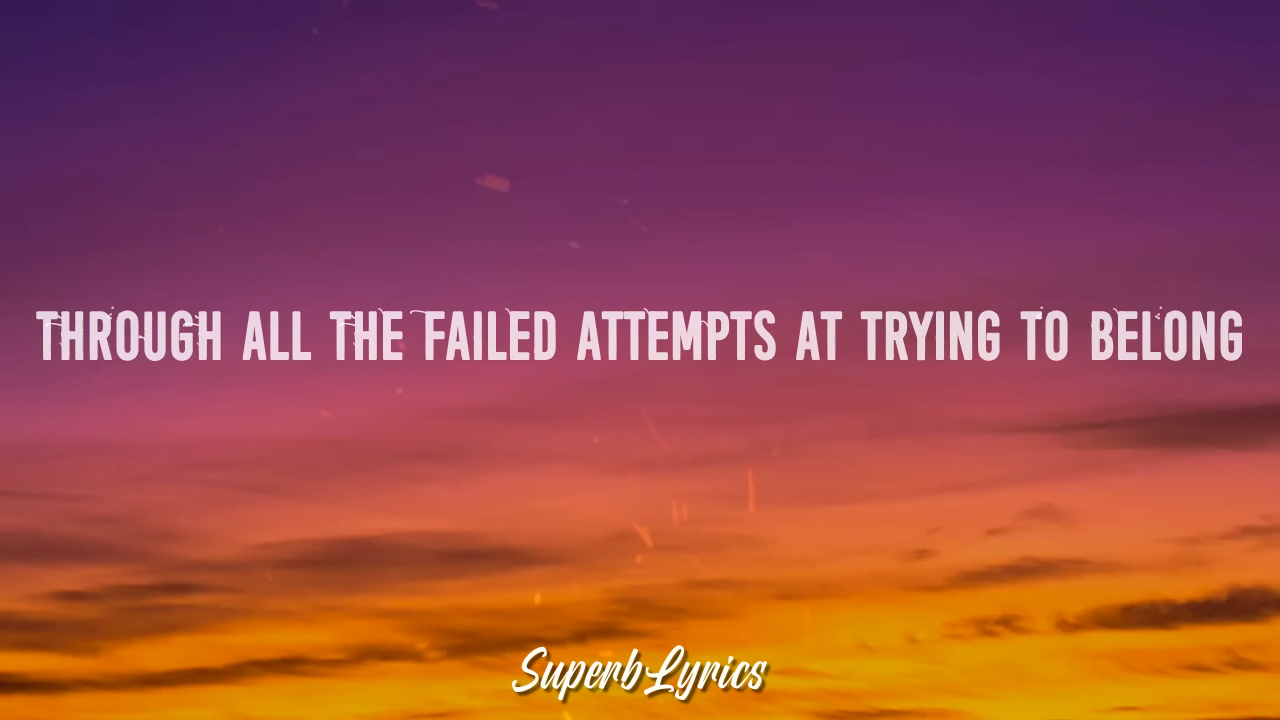 THROUGH ALL THE FAILED ATTEMPTS AT TRYING TO BELONG
SuperbLyrics